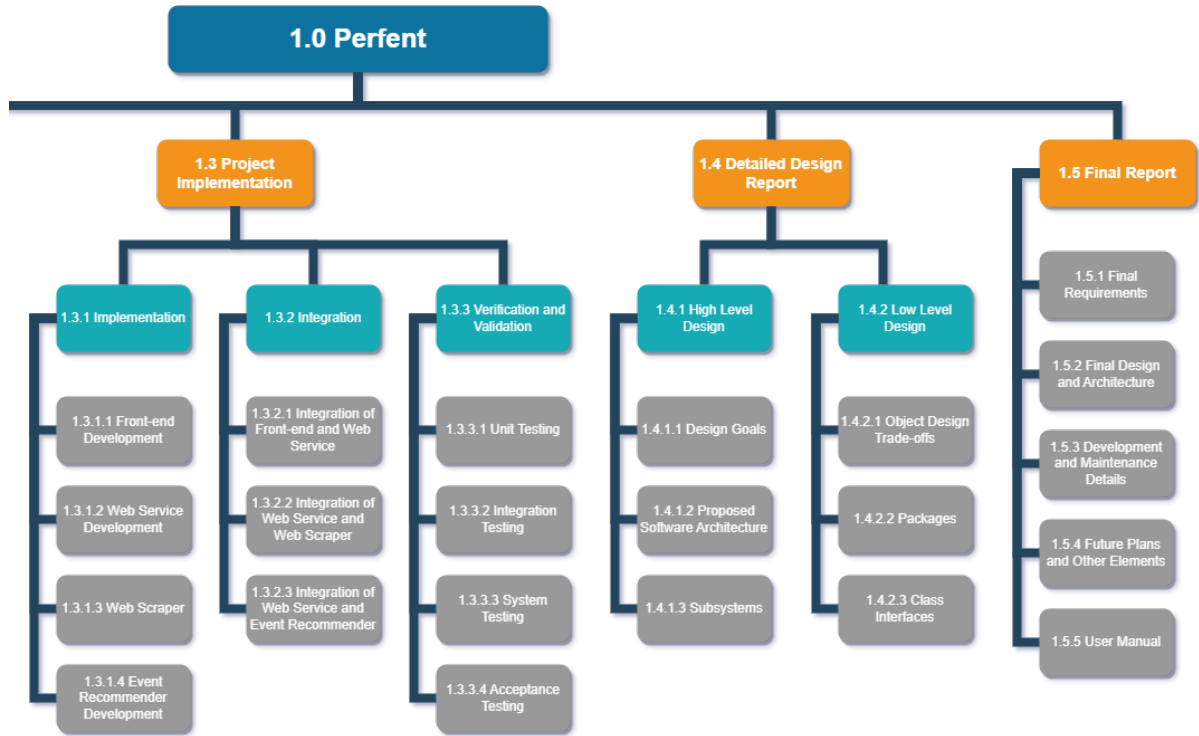 1.0 Perfent
1.3 Project
Implementation
1.4 Detailed Design
Report
1.5 Final Report
1.3.1 Implementation
1.3.2 Integration
1.3.3 Verification and
Validation
1.4.1 High Level
Design
1.4.2 Low Level
Design
1.3.1.1 Front-end
Development
1.3.1.2 Web Service
Development
1.3.1.3 Web Scraper
1.3.1.4 Event
Recommender
Development
1.3.2.1 Integration of
Front-end and Web
Service
1.3.2.2 Integration of
Web Service and
Web Scraper
1.3.2.3 Integration of
Web Service and
Event Recommender
1.3.3.1 Unit Testing
1.3.3.2 Integration
Testing
1.3.3.3 System
Testing
1.3.3.4 Acceptance
Testing
1.4.1.1 Design Goals
1.4.1.2 Proposed
Software Architecture
1.4.1.3 Subsystems
1.4.2.1 Object Design
Trade-offs
1.4.2.2 Packages
1.4.2.3 Class
Interfaces
1.5.1 Final
Requirements
1.5.2 Final Design
and Architecture
1.5.3 Development
and Maintenance
Details
1.5.4 Future Plans
and Other Elements
1.5.5 User Manual